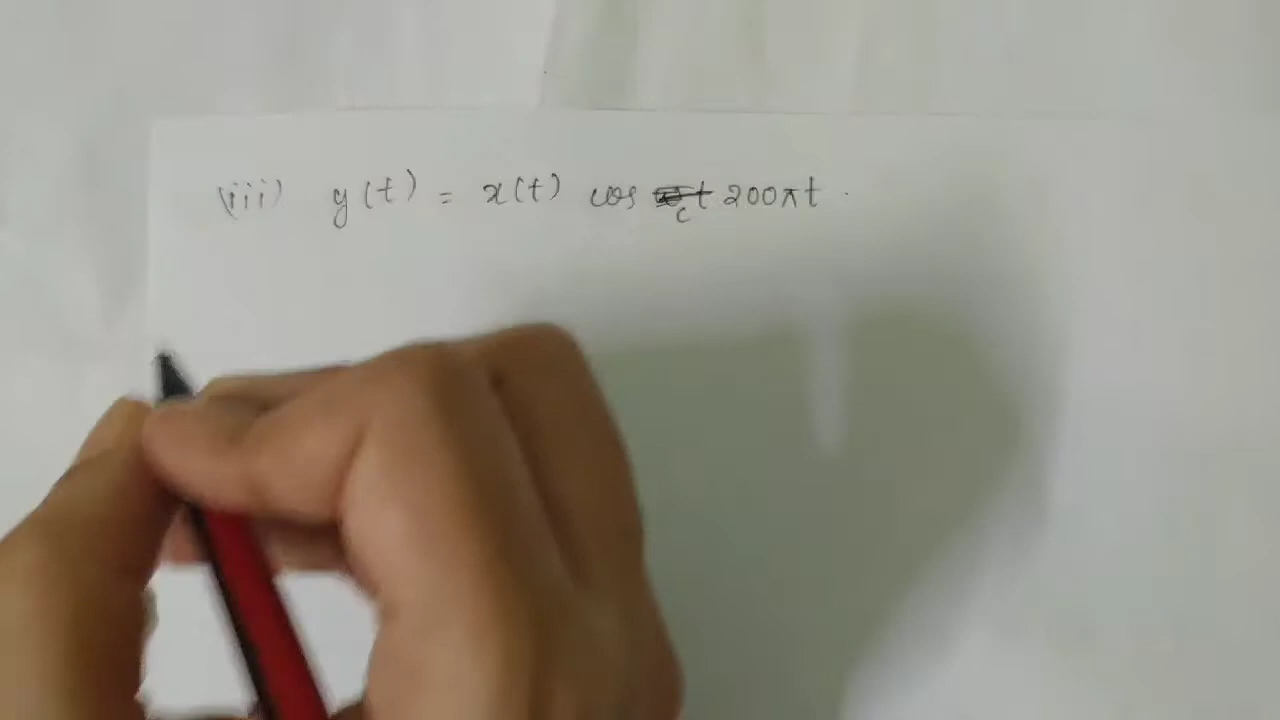 (iii) y(t) = x(t) cos 200πt .